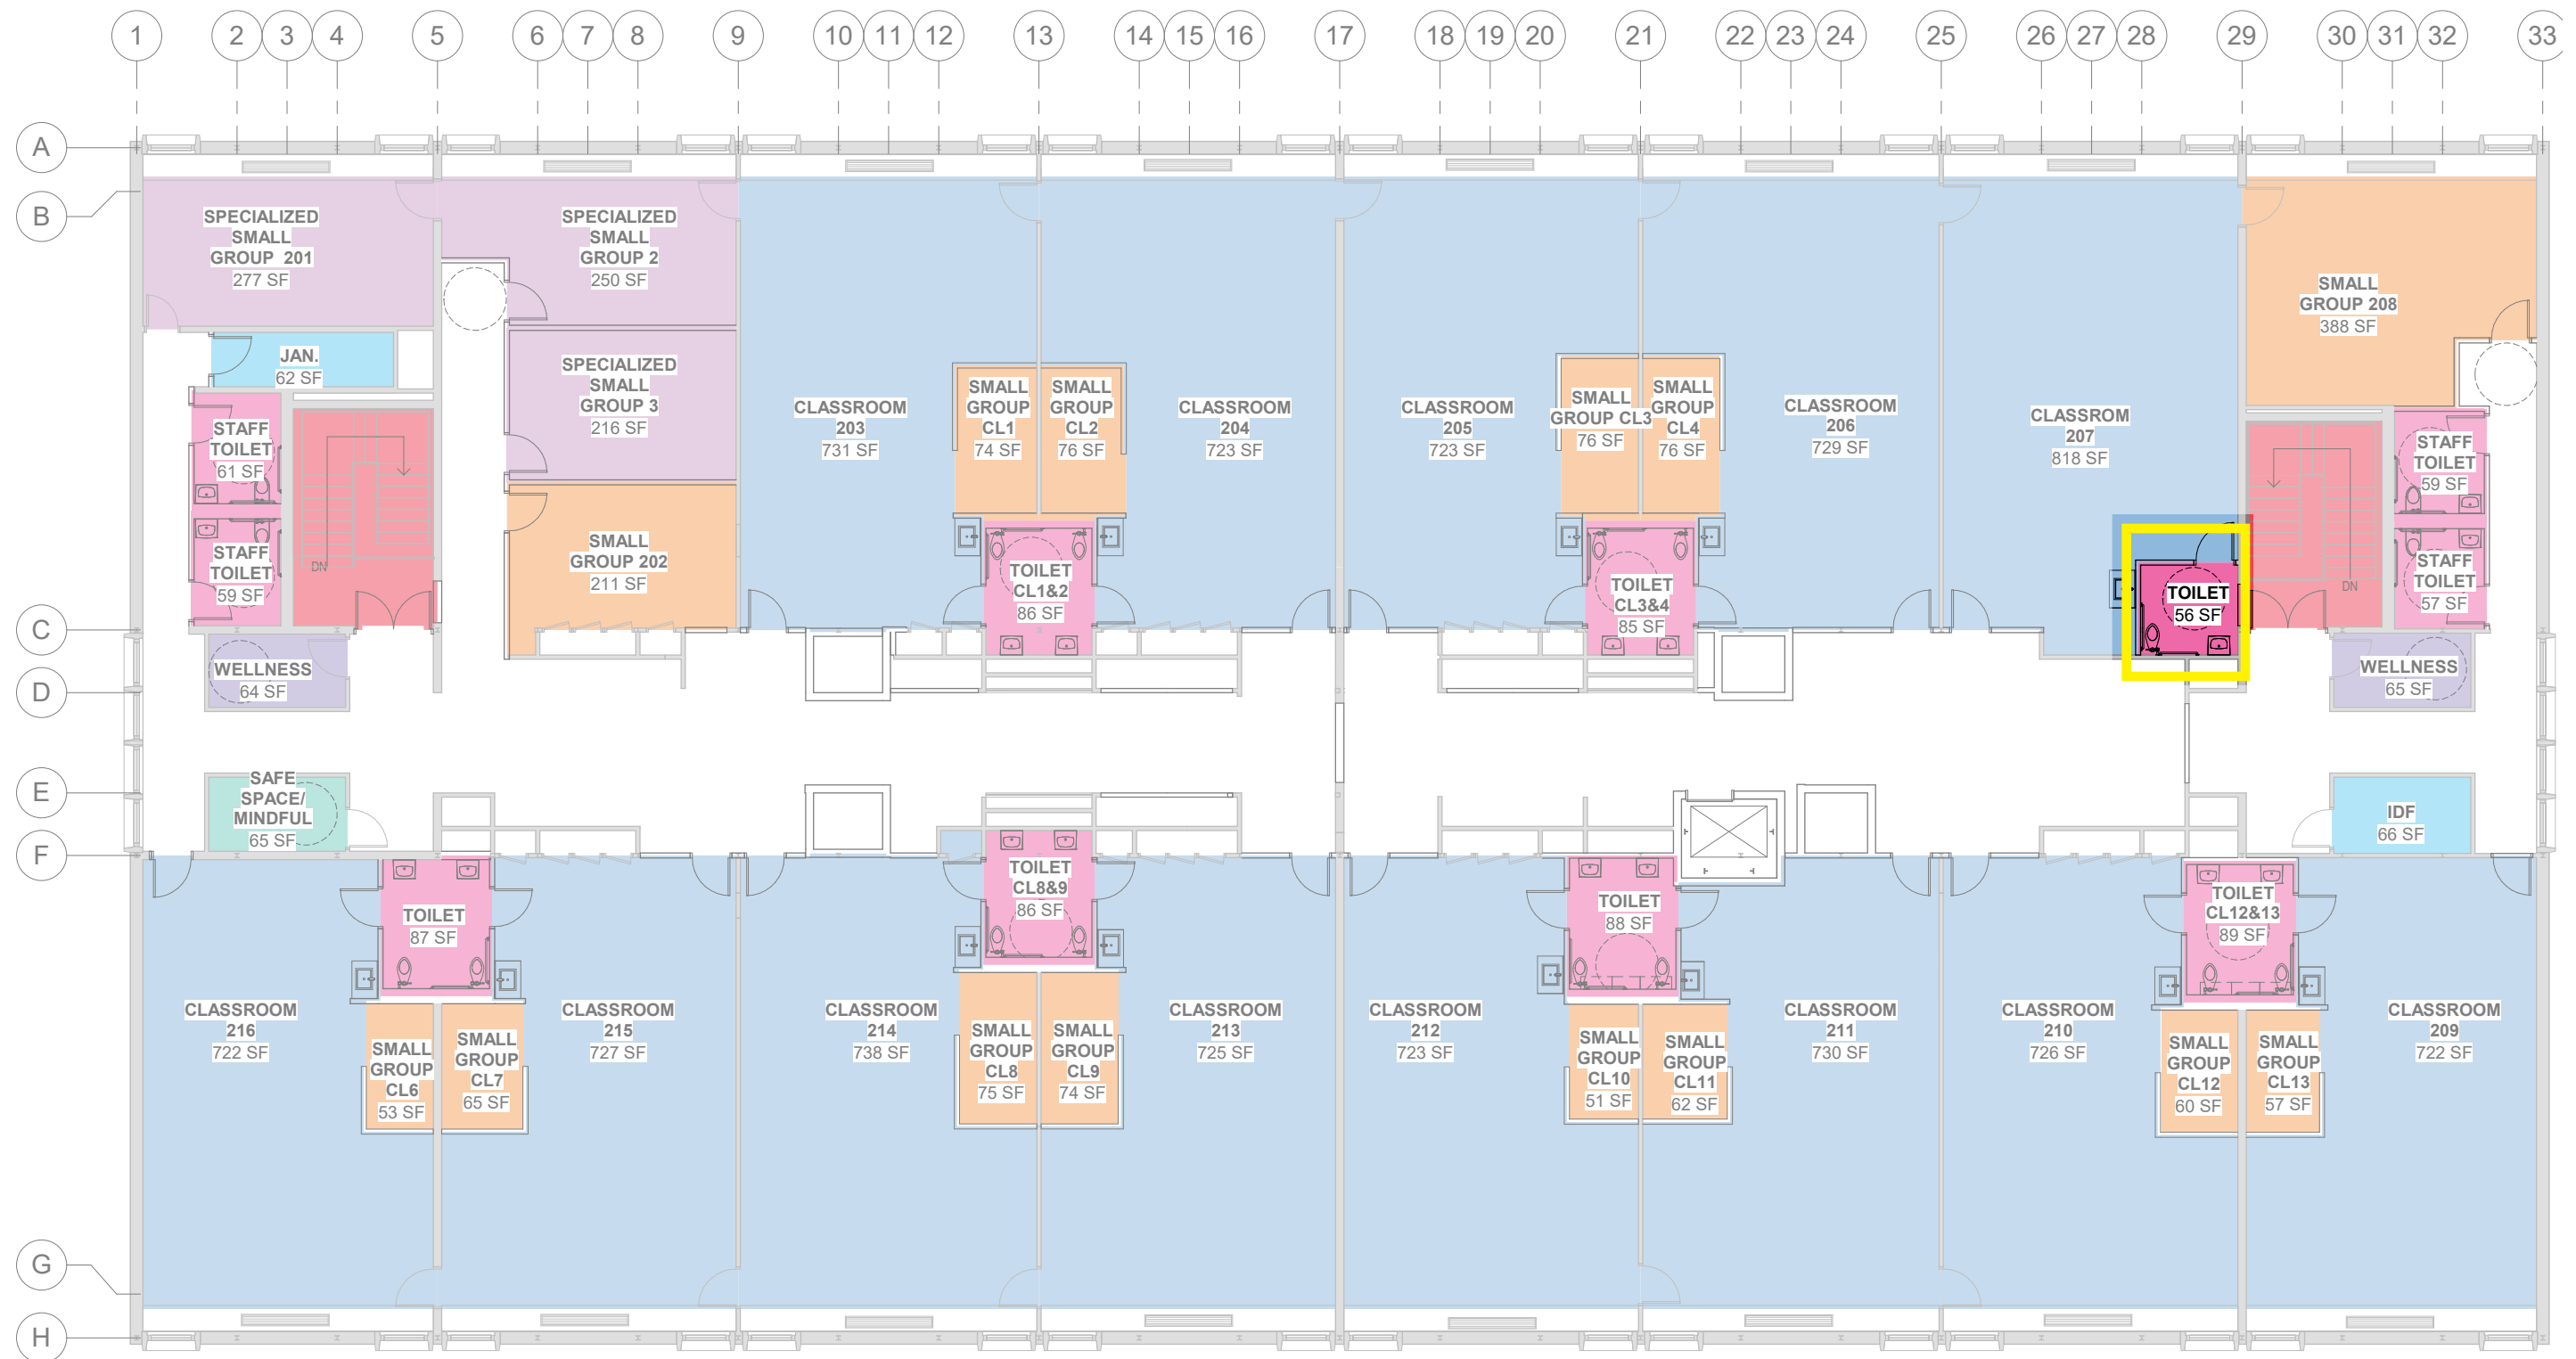 1 2 3 4 5 6 7 8 9 10 11 12 13 14 15 16 17 18 19 20 21 22 23 24 25 26 27 28 29 30 31 32 33
A
B
C
D
E
F
G
H
SPECIALIZED
SMALL
GROUP 201
277 SF
SPECIALIZED
SMALL
GROUP 2
250 SF
JAN.
62 SF
SPECIALIZED
SMALL
GROUP 3
216 SF
STAFF
TOILET
61 SF
STAFF
TOILET
59 SF
DN
SMALL
GROUP 202
211 SF
CLASSROOM
203
731 SF
SMALL
GROUP
CL1
74 SF
SMALL
GROUP
CL2
76 SF
CLASSROOM
204
723 SF
TOILET
CL1&2
86 SF
CLASSROOM
205
723 SF
SMALL
GROUP CL3
76 SF
SMALL
GROUP
CL4
76 SF
CLASSROOM
206
729 SF
TOILET
CL3&4
85 SF
CLASSROM
207
818 SF
TOILET
56 SF
SMALL
GROUP 208
388 SF
STAFF
TOILET
59 SF
STAFF
TOILET
57 SF
DN
WELLNESS
64 SF
WELLNESS
65 SF
SAFE
SPACE/
MINDFUL
65 SF
IDF
66 SF
CLASSROOM
216
722 SF
TOILET
87 SF
SMALL
GROUP
CL6
53 SF
SMALL
GROUP
CL7
65 SF
CLASSROOM
215
727 SF
CLASSROOM
214
738 SF
TOILET
CL8&9
86 SF
SMALL
GROUP
CL8
75 SF
SMALL
GROUP
CL9
74 SF
CLASSROOM
213
725 SF
CLASSROOM
212
723 SF
TOILET
88 SF
SMALL
GROUP
CL10
51 SF
SMALL
GROUP
CL11
62 SF
CLASSROOM
211
730 SF
CLASSROOM
210
726 SF
TOILET
CL12&13
89 SF
SMALL
GROUP
CL12
60 SF
SMALL
GROUP
CL13
57 SF
CLASSROOM
209
722 SF